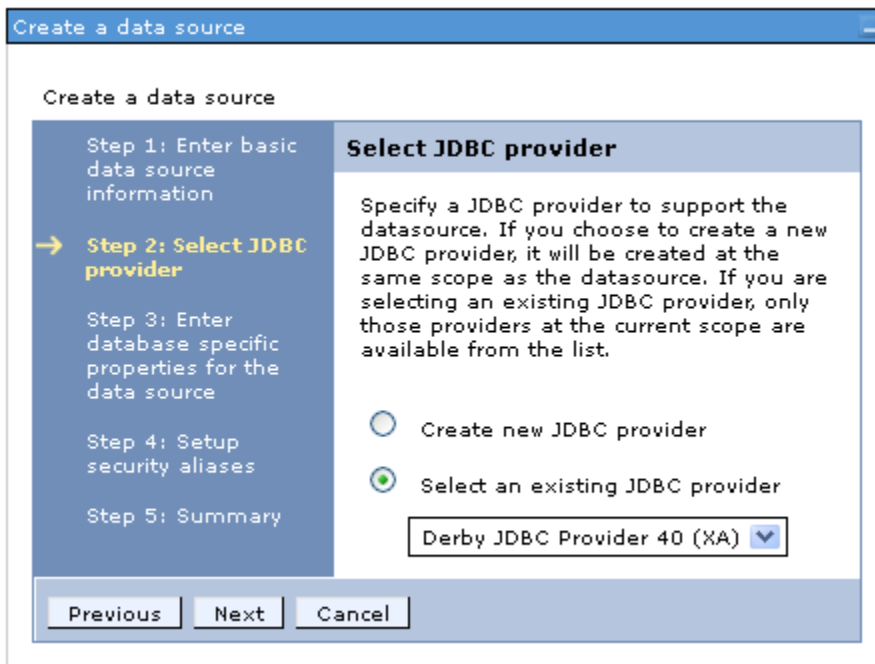 Create a data source
Create a data source
Step 1: Enter basic
data source
information
Step 2: Select JDBC
provider
Step 3: Enter
database specific
properties for the
data source
Step 4: Setup
security aliases
Step 5: Summary
Select JDBC provider
Specify a JDBC provider to support the
datasource. If you choose to create a new
JDBC provider, it will be created at the
same scope as the datasource. If you are
selecting an existing JDBC provider, only
those providers at the current scope are
available from the list.
Create new JDBC provider
Select an existing JDBC provider
Derby JDBC Provider 40 (XA)
Previous Next Cancel